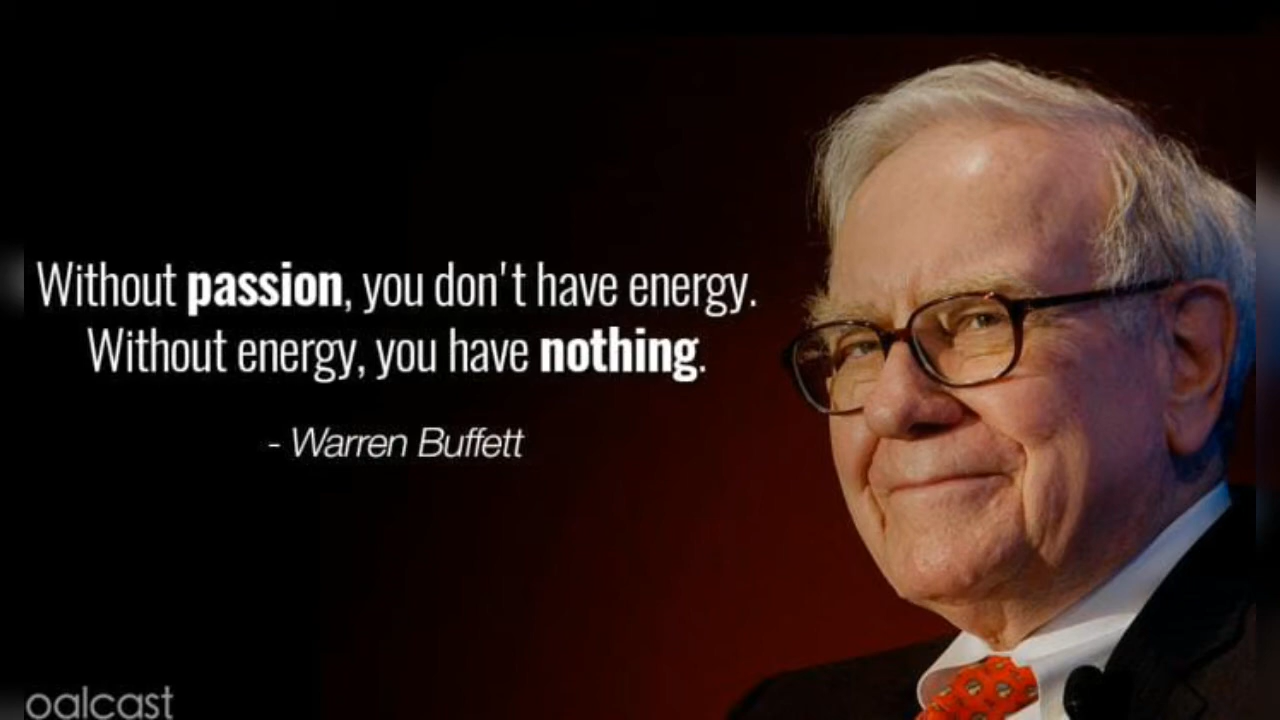 Without passion, you don't have energy.
Without energy, you have nothing.
- Warren Buffett
oalcast